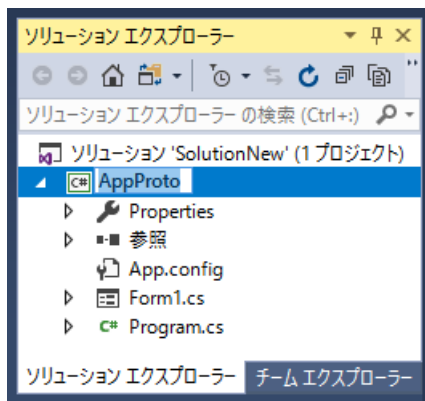 ソリューション エクスプローラー
ソリューション エクスプローラー の検索 (Ctrl+:)
ソリューション 'SolutionNew' (1 プロジェクト)
C# AppProto
Properties
参照
App.config
Form1.cs
C# Program.cs
ソリューション エクスプローラー チーム エクスプローラー